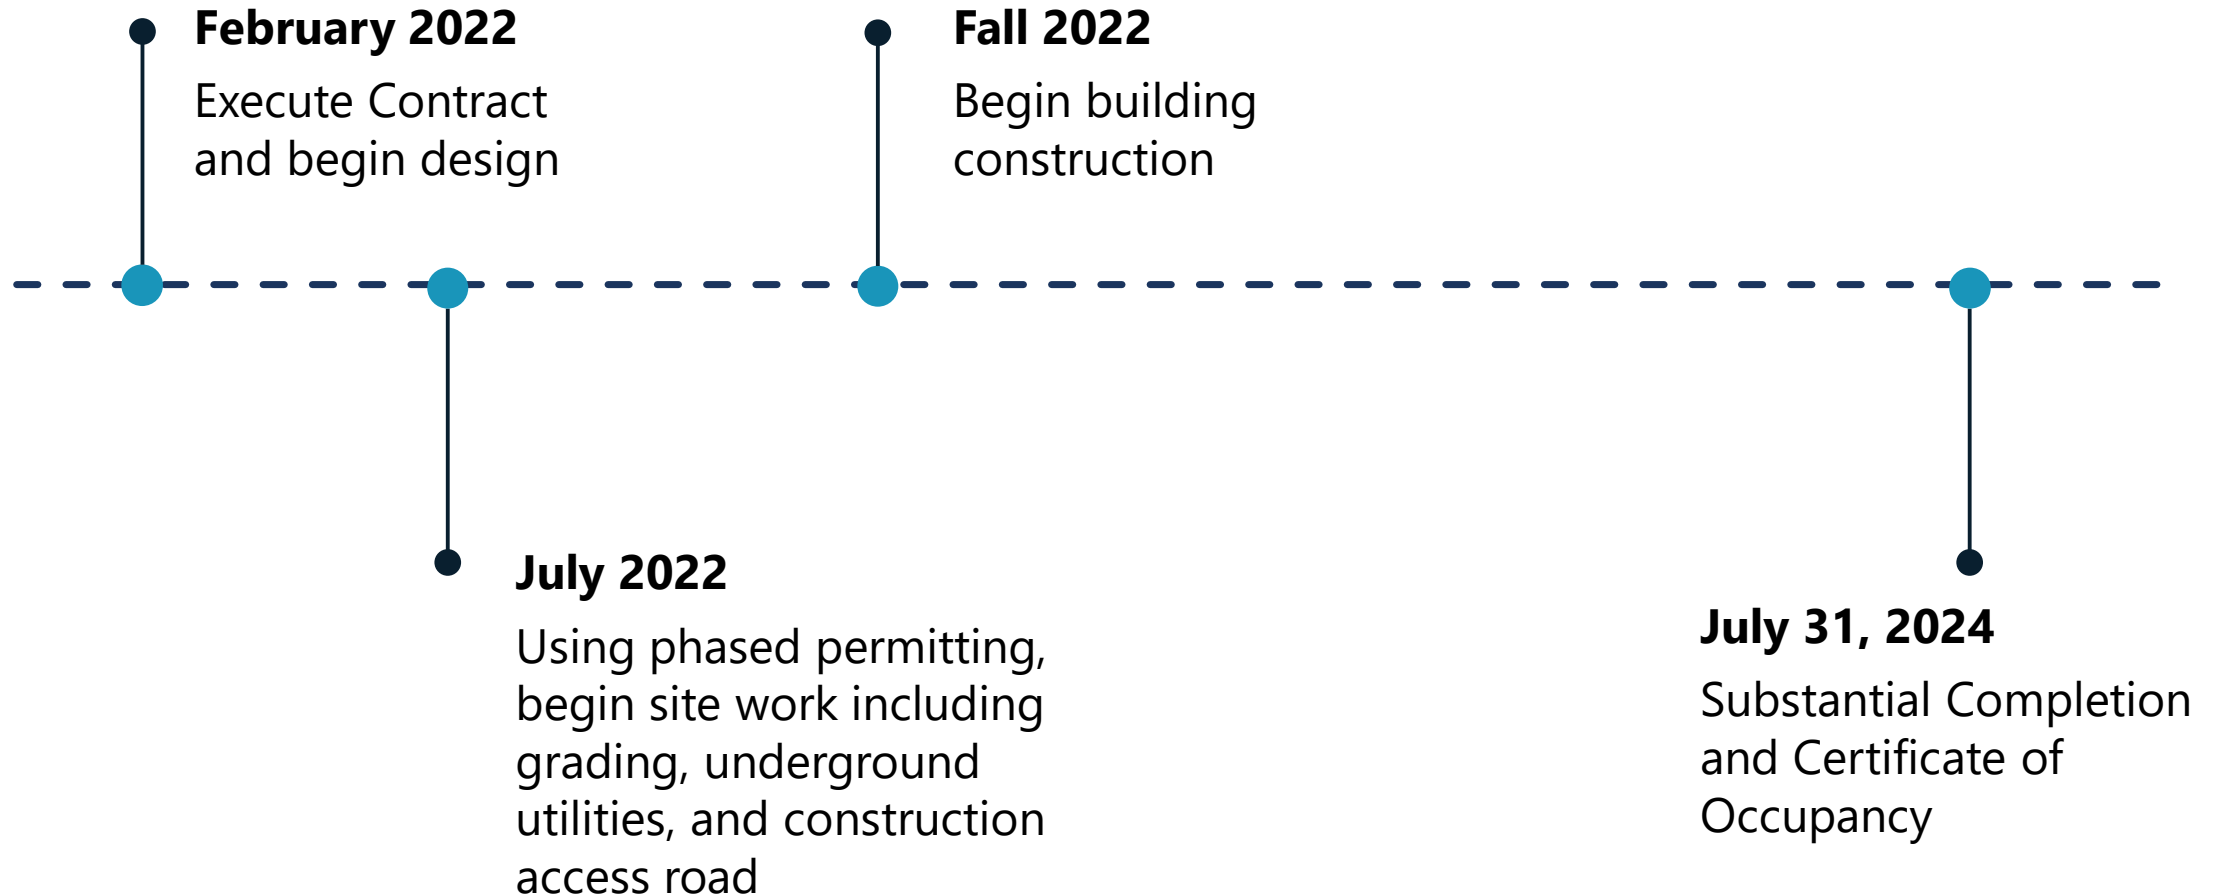 February 2022
Execute Contract
and begin design
Fall 2022
Begin building
construction
July 2022
Using phased permitting,
begin site work including
grading, underground
utilities, and construction
access road
July 31, 2024
Substantial Completion
and Certificate of
Occupancy